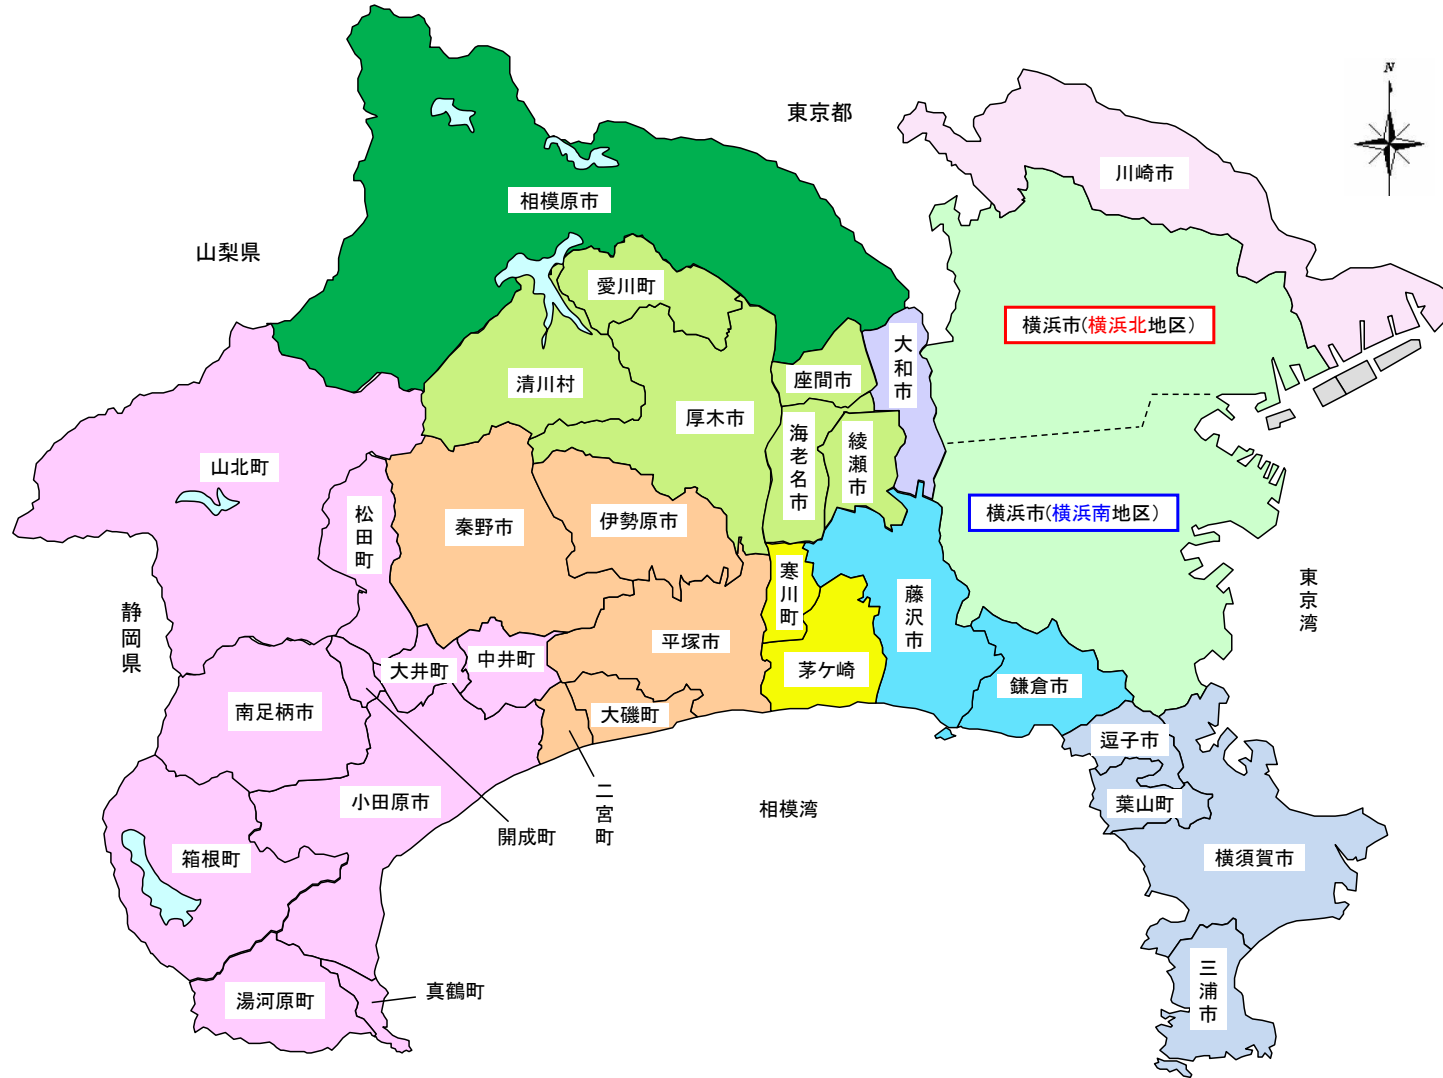 N
東京都
川崎市
相模原市
山梨県
愛川町
横浜市(横浜北地区)
大和市
座間市
清川村
厚木市
海老名市
綾瀬市
山北町
松田町
秦野市
伊勢原市
横浜市(横浜南地区)
寒川町
藤沢市
東京湾
静岡県
平塚市
大井町
中井町
茅ケ崎
鎌倉市
南足柄市
大磯町
逗子市
小田原市
二宮町
相模湾
葉山町
開成町
箱根町
横須賀市
三浦市
真鶴町
湯河原町